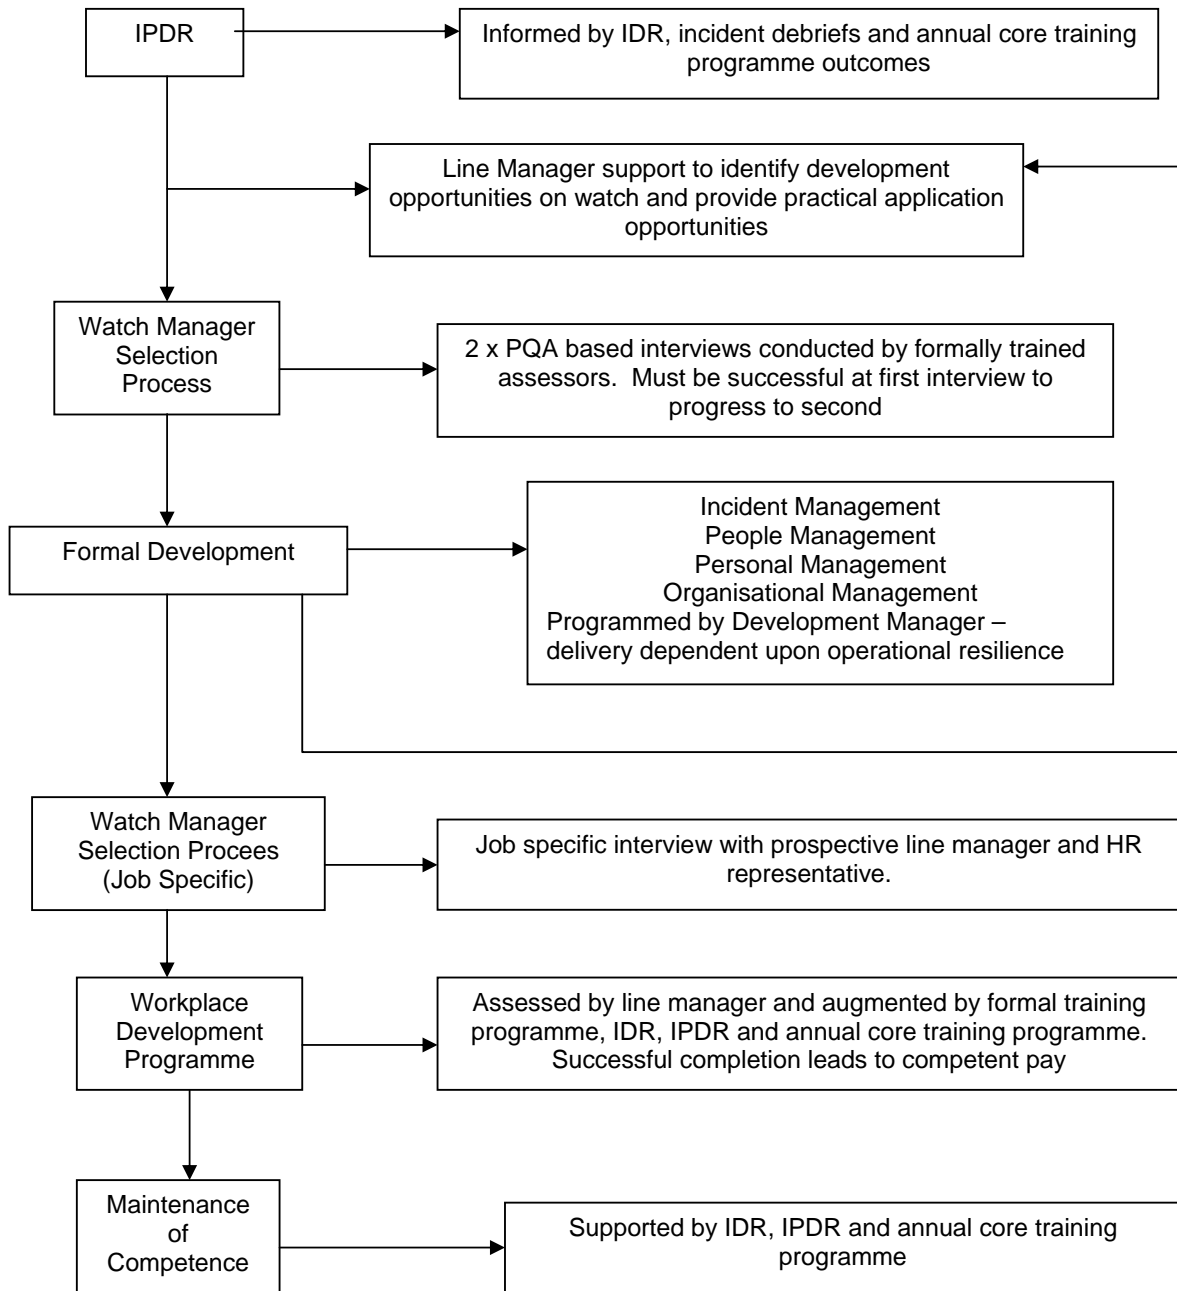 IPDR
Informed by IDR, incident debriefs and annual core training
programme outcomes
Line Manager support to identify development
opportunities on watch and provide practical application
opportunities
Watch Manager
Selection
Process
2 x PQA based interviews conducted by formally trained
assessors.  Must be successful at first interview to
progress to second
Formal Development
Incident Management
People Management
Personal Management
Organisational Management
Programmed by Development Manager –
delivery dependent upon operational resilience
Watch Manager
Selection Procees
(Job Specific)
Job specific interview with prospective line manager and HR
representative.
Workplace
Development
Programme
Assessed by line manager and augmented by formal training
programme, IDR, IPDR and annual core training programme.
Successful completion leads to competent pay
Maintenance
of
Competence
Supported by IDR, IPDR and annual core training
programme